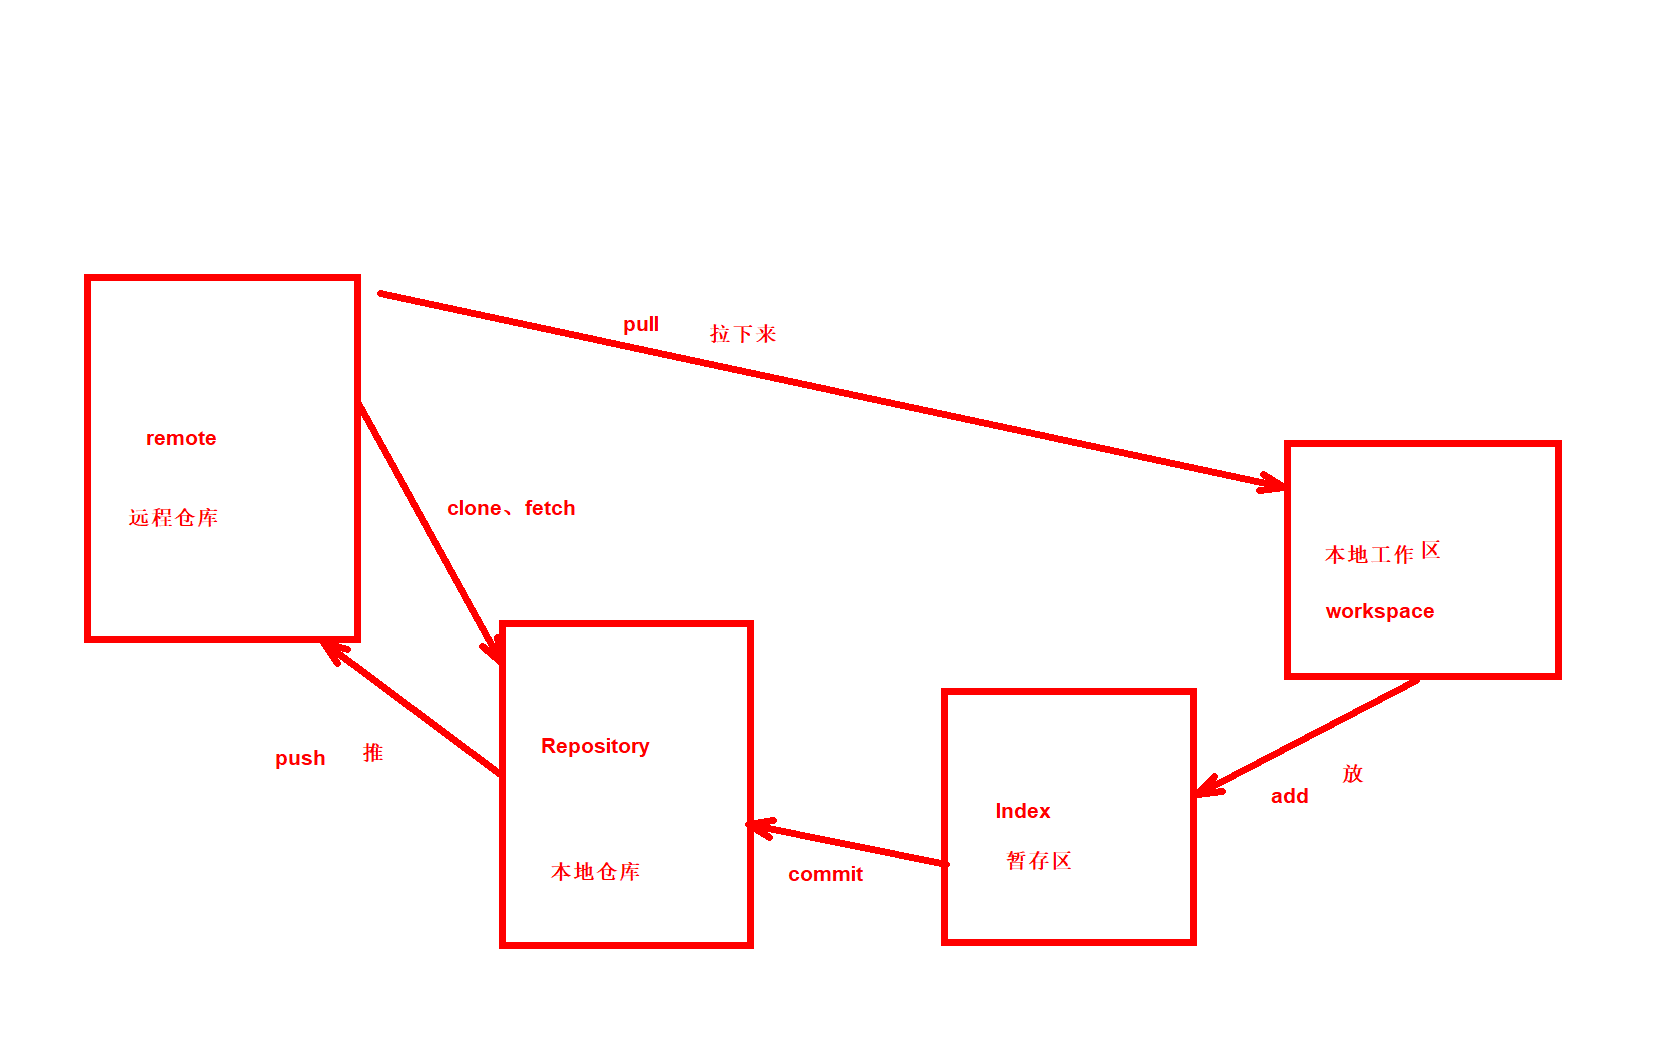 pull
拉下来
remote
远程仓库
clone、fetch
本地工作区
workspace
push
推
Repository
本地仓库
commit
Index
暂存区
add
放